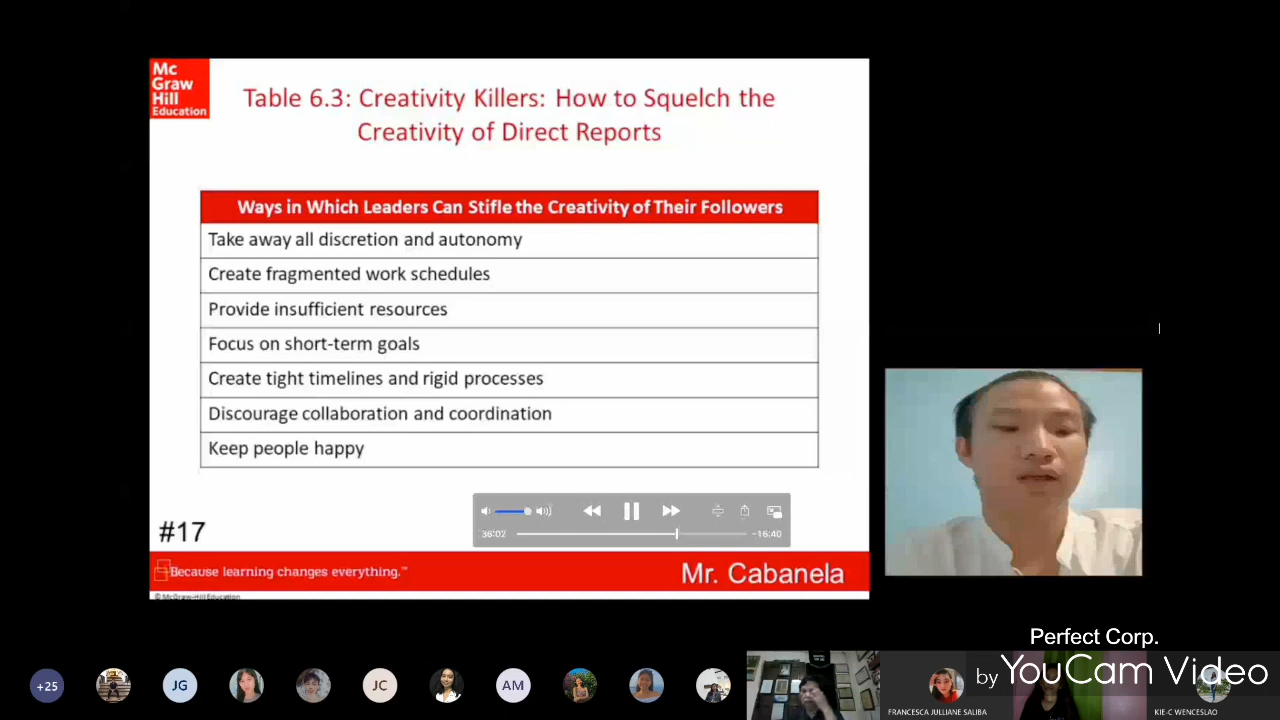 Mc
Graw
Hill
Education
Table 6.3: Creativity Killers: How to Squelch the
Creativity of Direct Reports
Ways in Which Leaders Can Stifle the Creativity of Their Followers
Take away all discretion and autonomy
Create fragmented work schedules
Provide insufficient resources
Focus on short-term goals
Create tight timelines and rigid processes
Discourage collaboration and coordination
Keep people happy
36:02
-16:40
#17
Because learning changes everything.™
Mr. Cabanela
© McGraw-Hill Education
Perfect Corp.
by YouCam Video
+25
JG
JC
AM
FRANCESCA JULLIANE SALIBA
KIE-C WENCESLAO